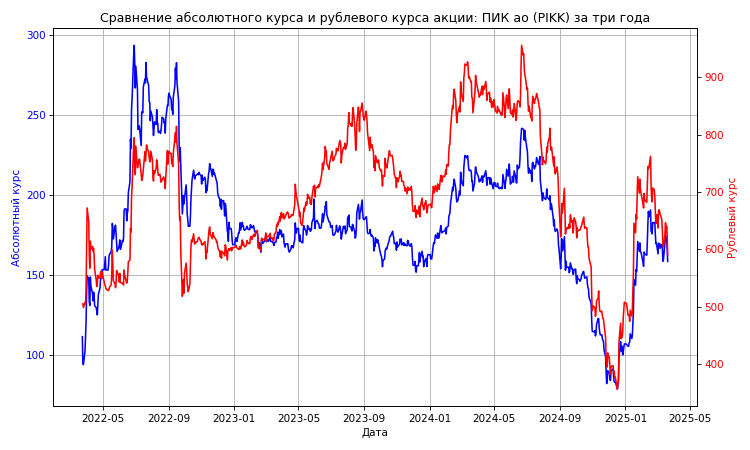 Сравнение абсолютного курса и рублевого курса акции: ПИК ао (PIKK) за три года
300
250
200
150
100
Абсолютный курс
900
800
700
600
500
400
Рублевый курс
2022-05 2022-09 2023-01 2023-05 2023-09 2024-01 2024-05 2024-09 2025-01 2025-05
Дата